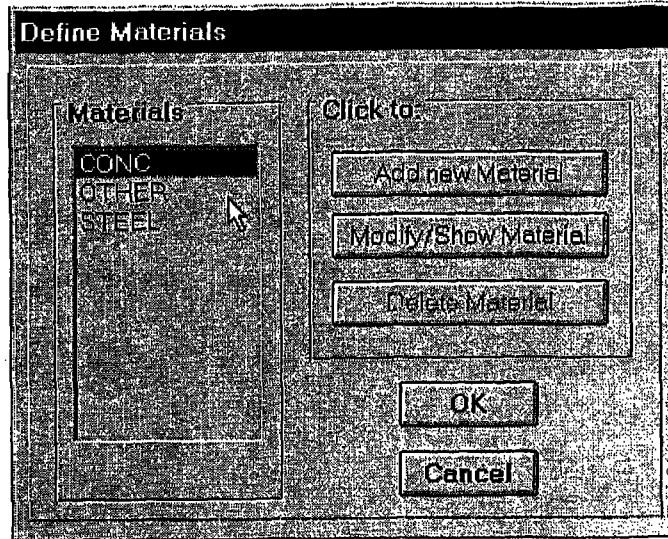 Define Materials
Materials
CONC
OTHER
STEEL
Click to:
Add new Material
Modify/Show Material
Delete Material
OK
Cancel